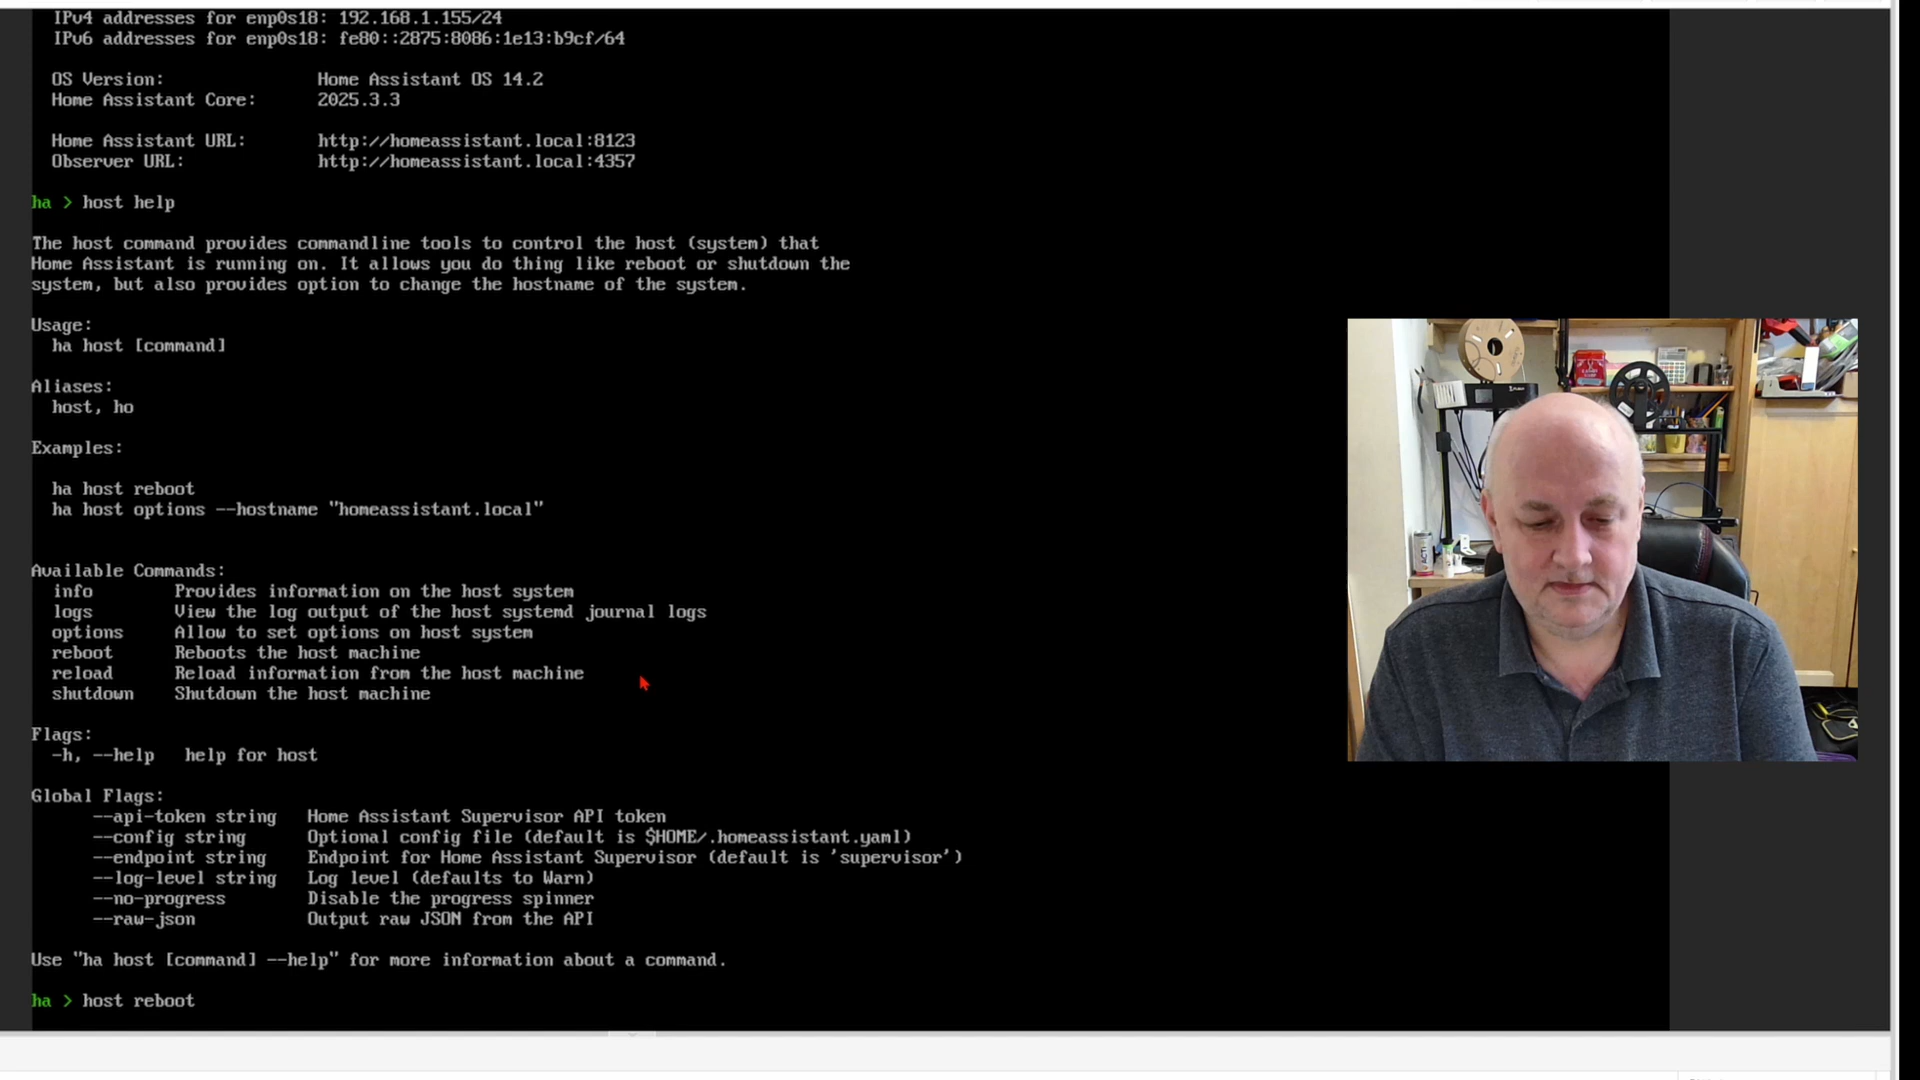 IPv4 addresses for enp0s18: 192.168.1.155/24
IPv6 addresses for enp0s18: fe80::2875:8086:1e13:b9cf/64
OS Version: Home Assistant OS 14.2
Home Assistant Core: 2025.3.3
Home Assistant URL: http://homeassistant.local:8123
Observer URL: http://homeassistant.local:4357
ha > host help
The host command provides commandline tools to control the host (system) that
Home Assistant is running on. It allows you do thing like reboot or shutdown the
system, but also provides option to change the hostname of the system.
Usage:
ha host [command]
Aliases:
host, ho
Examples:
ha host reboot
ha host options --hostname "homeassistant.local"
Available Commands:
info Provides information on the host system
logs View the log output of the host systemd journal logs
options Allow to set options on host system
reboot Reboots the host machine
reload Reload information from the host machine
shutdown Shutdown the host machine
Flags:
-h, --help help for host
Global Flags:
--api-token string Home Assistant Supervisor API token
--config string Optional config file (default is $HOME/.homeassistant.yaml)
--endpoint string Endpoint for Home Assistant Supervisor (default is 'supervisor')
--log-level string Log level (defaults to Warn)
--no-progress Disable the progress spinner
--raw-json Output raw JSON from the API
Use "ha host [command] --help" for more information about a command.
ha > host reboot